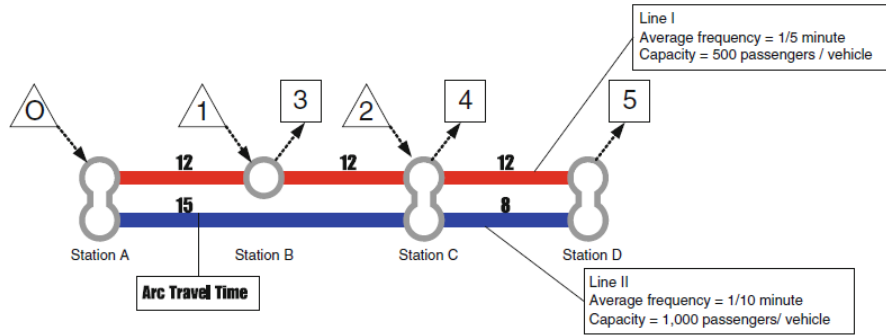 Line I
Average frequency = 1/5 minute
Capacity = 500 passengers / vehicle
O
1
3
2
4
5
12
12
12
15
8
Station A
Station B
Station C
Station D
Arc Travel Time
Line II
Average frequency = 1/10 minute
Capacity = 1,000 passengers/ vehicle